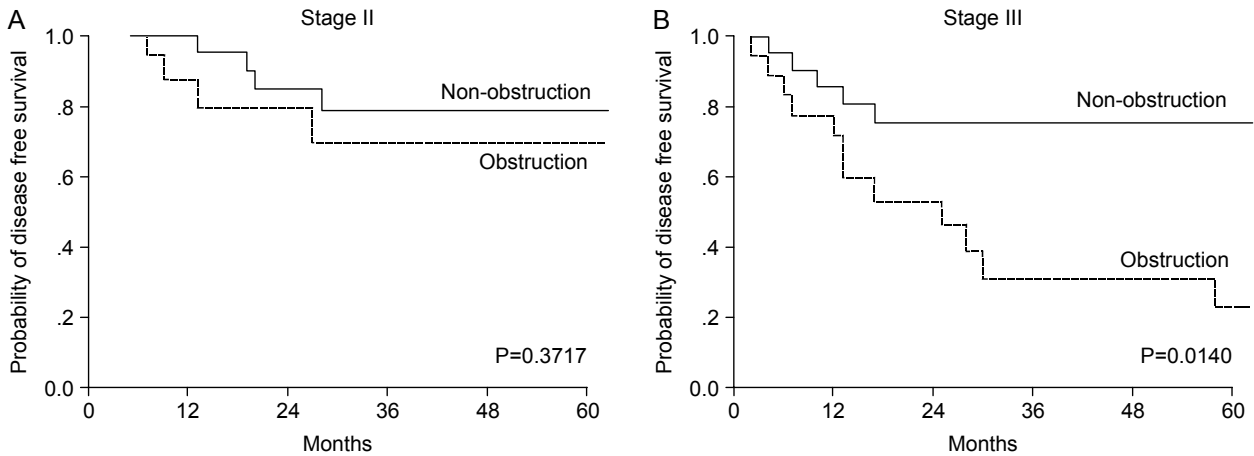 A
Stage II
Probability of disease free survival
1.0
.8
.6
.4
.2
0.0
Non-obstruction
Obstruction
P=0.3717
0 12 24 36 48 60
Months
B
Stage III
Probability of disease free survival
1.0
.8
.6
.4
.2
0.0
Non-obstruction
Obstruction
P=0.0140
0 12 24 36 48 60
Months